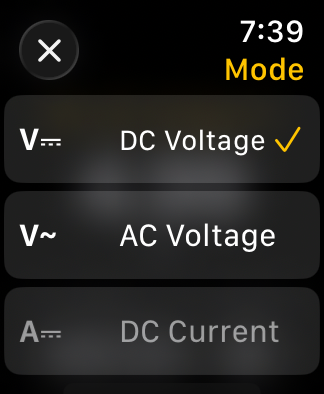 7:39
Mode
V⎓ DC Voltage ✓
V~ AC Voltage
A⎓ DC Current